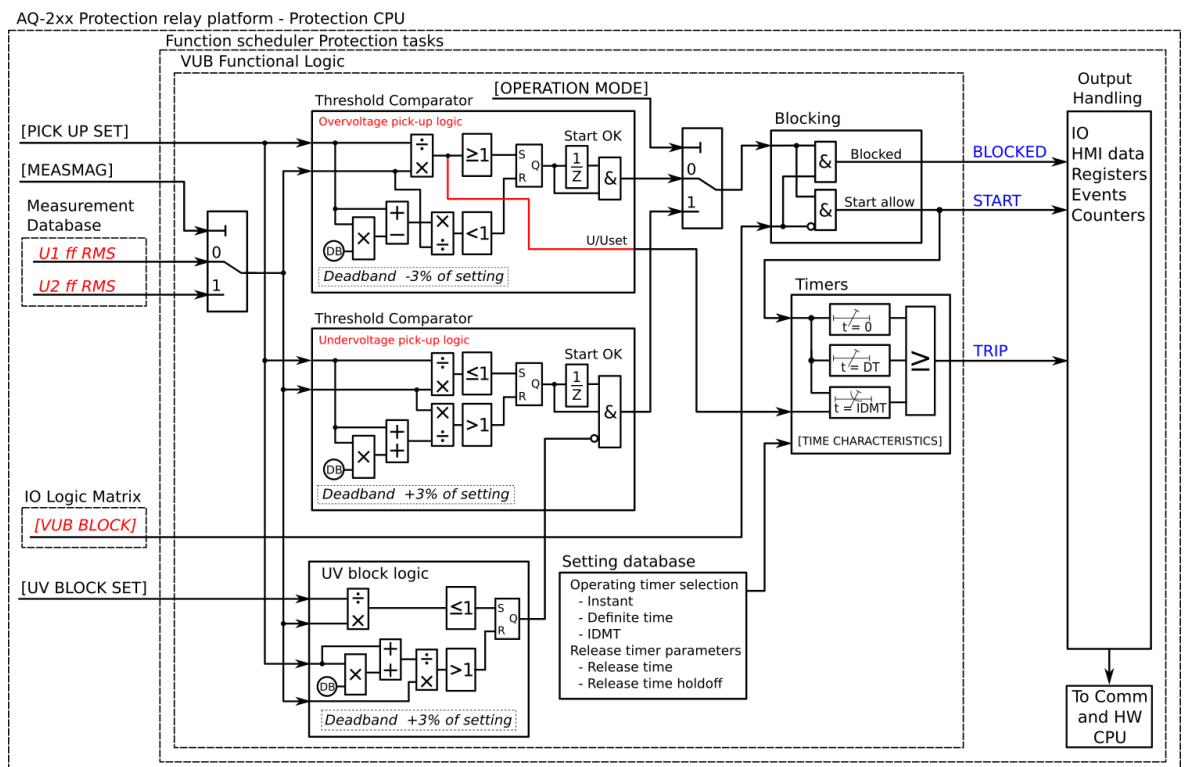 AQ-2xx Protection relay platform - Protection CPU
Function scheduler Protection tasks
VUB Functional Logic
[PICK UP SET]
[MEASMAG]
Measurement
Database
U1 ff RMS
U2 ff RMS
0
1
Threshold Comparator
Overvoltage pick-up logic
÷
×
≥1
S
R
Q
Start OK
1
Z
&
+
−
×
DB
×
÷
<1
U/Uset
Deadband -3% of setting
[OPERATION MODE]
0
1
Blocking
&
Blocked
&
Start allow
BLOCKED
START
Output
Handling
IO
HMI data
Registers
Events
Counters
Threshold Comparator
Undervoltage pick-up logic
÷
×
≤1
S
R
Q
Start OK
1
Z
&
×
÷
>1
+
+
×
DB
Deadband +3% of setting
Timers
t = 0
t = DT
t = IDMT
≥
[TIME CHARACTERISTICS]
TRIP
IO Logic Matrix
[VUB BLOCK]
[UV BLOCK SET]
UV block logic
÷
×
≤1
S
R
Q
+
+
×
DB
÷
×
>1
Deadband +3% of setting
Setting database
Operating timer selection
- Instant
- Definite time
- IDMT
Release timer parameters
- Release time
- Release time holdoff
To Comm
and HW
CPU